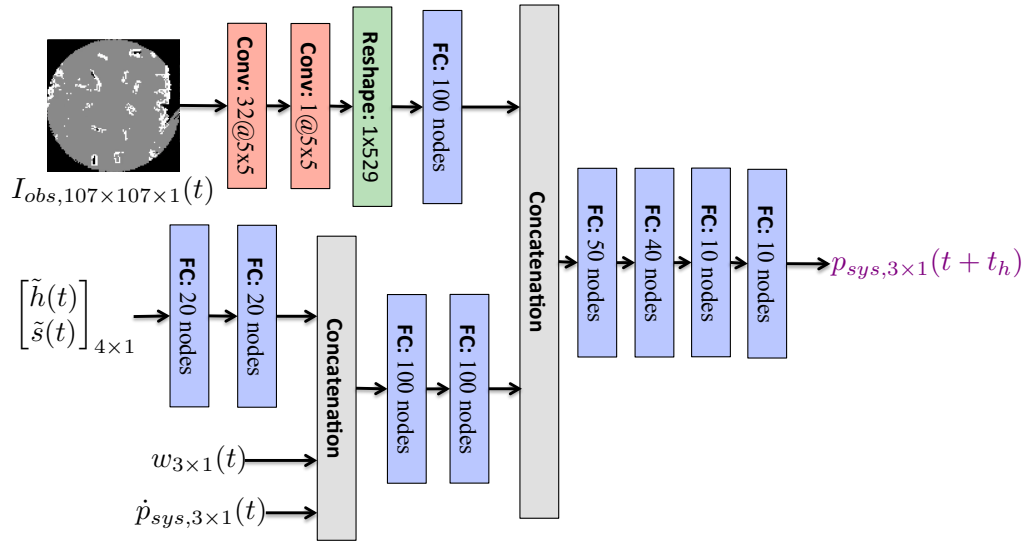 I_{obs,107×107×1}(t)
Conv: 32@5x5
Conv: 1@5x5
Reshape: 1x529
FC: 100 nodes
[h̃(t)
s̃(t)]_{4×1}
FC: 20 nodes
FC: 20 nodes
w_{3×1}(t)
ṗ_{sys,3×1}(t)
Concatenation
FC: 100 nodes
FC: 100 nodes
Concatenation
FC: 50 nodes
FC: 40 nodes
FC: 10 nodes
FC: 10 nodes
p_{sys,3×1}(t + t_h)